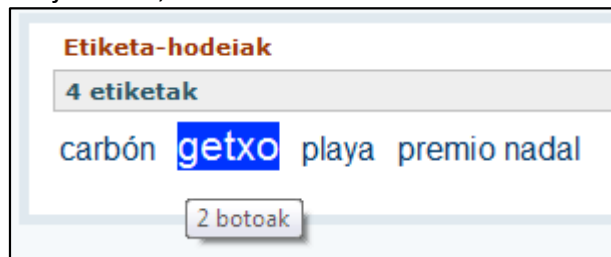 Etiketa-hodeiak
4 etiketak
carbón getxo playa premio nadal
2 botoak